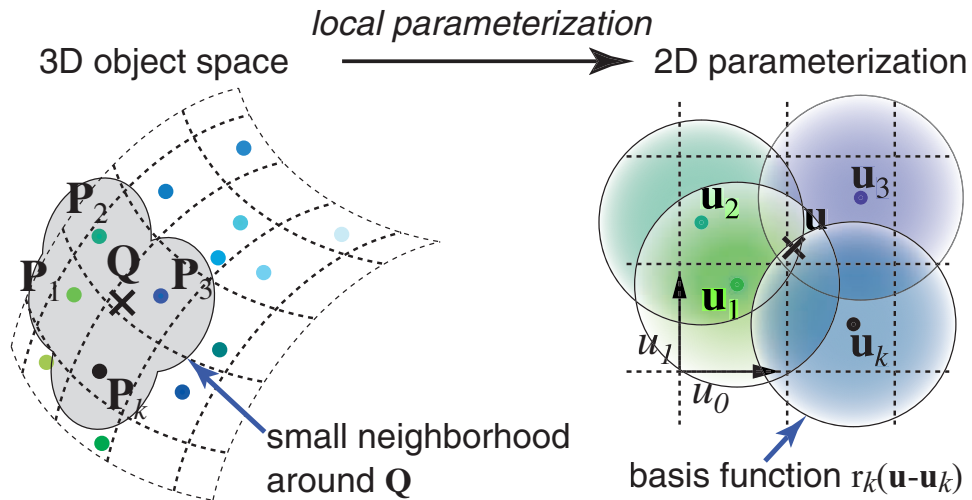 local parameterization
3D object space
2D parameterization
P2
Q
P1
P3
Pk
small neighborhood
around Q
u3
u2
u
u1
uk
u1
u0
basis function rk(u-uk)